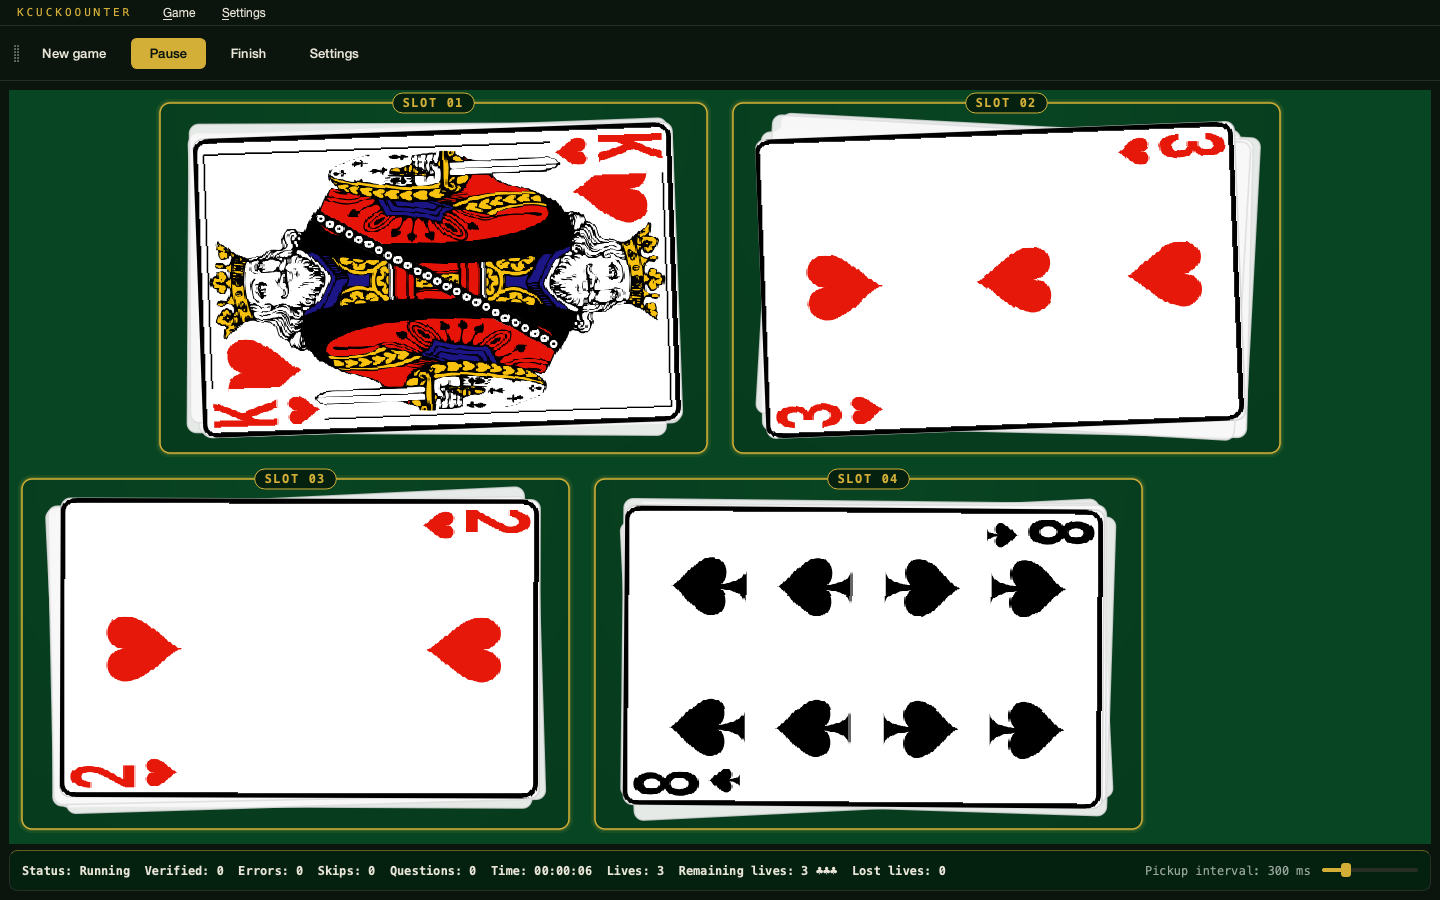 KCUCKOOUNTER Game Settings
New game Pause Finish Settings
SLOT 01
SLOT 02
K
K
3
3
SLOT 03
SLOT 04
2
2
8
8
Status: Running Verified: 0 Errors: 0 Skips: 0 Questions: 0 Time: 00:00:06 Lives: 3 Remaining lives: 3 ♣♣♣ Lost lives: 0 Pickup interval: 300 ms